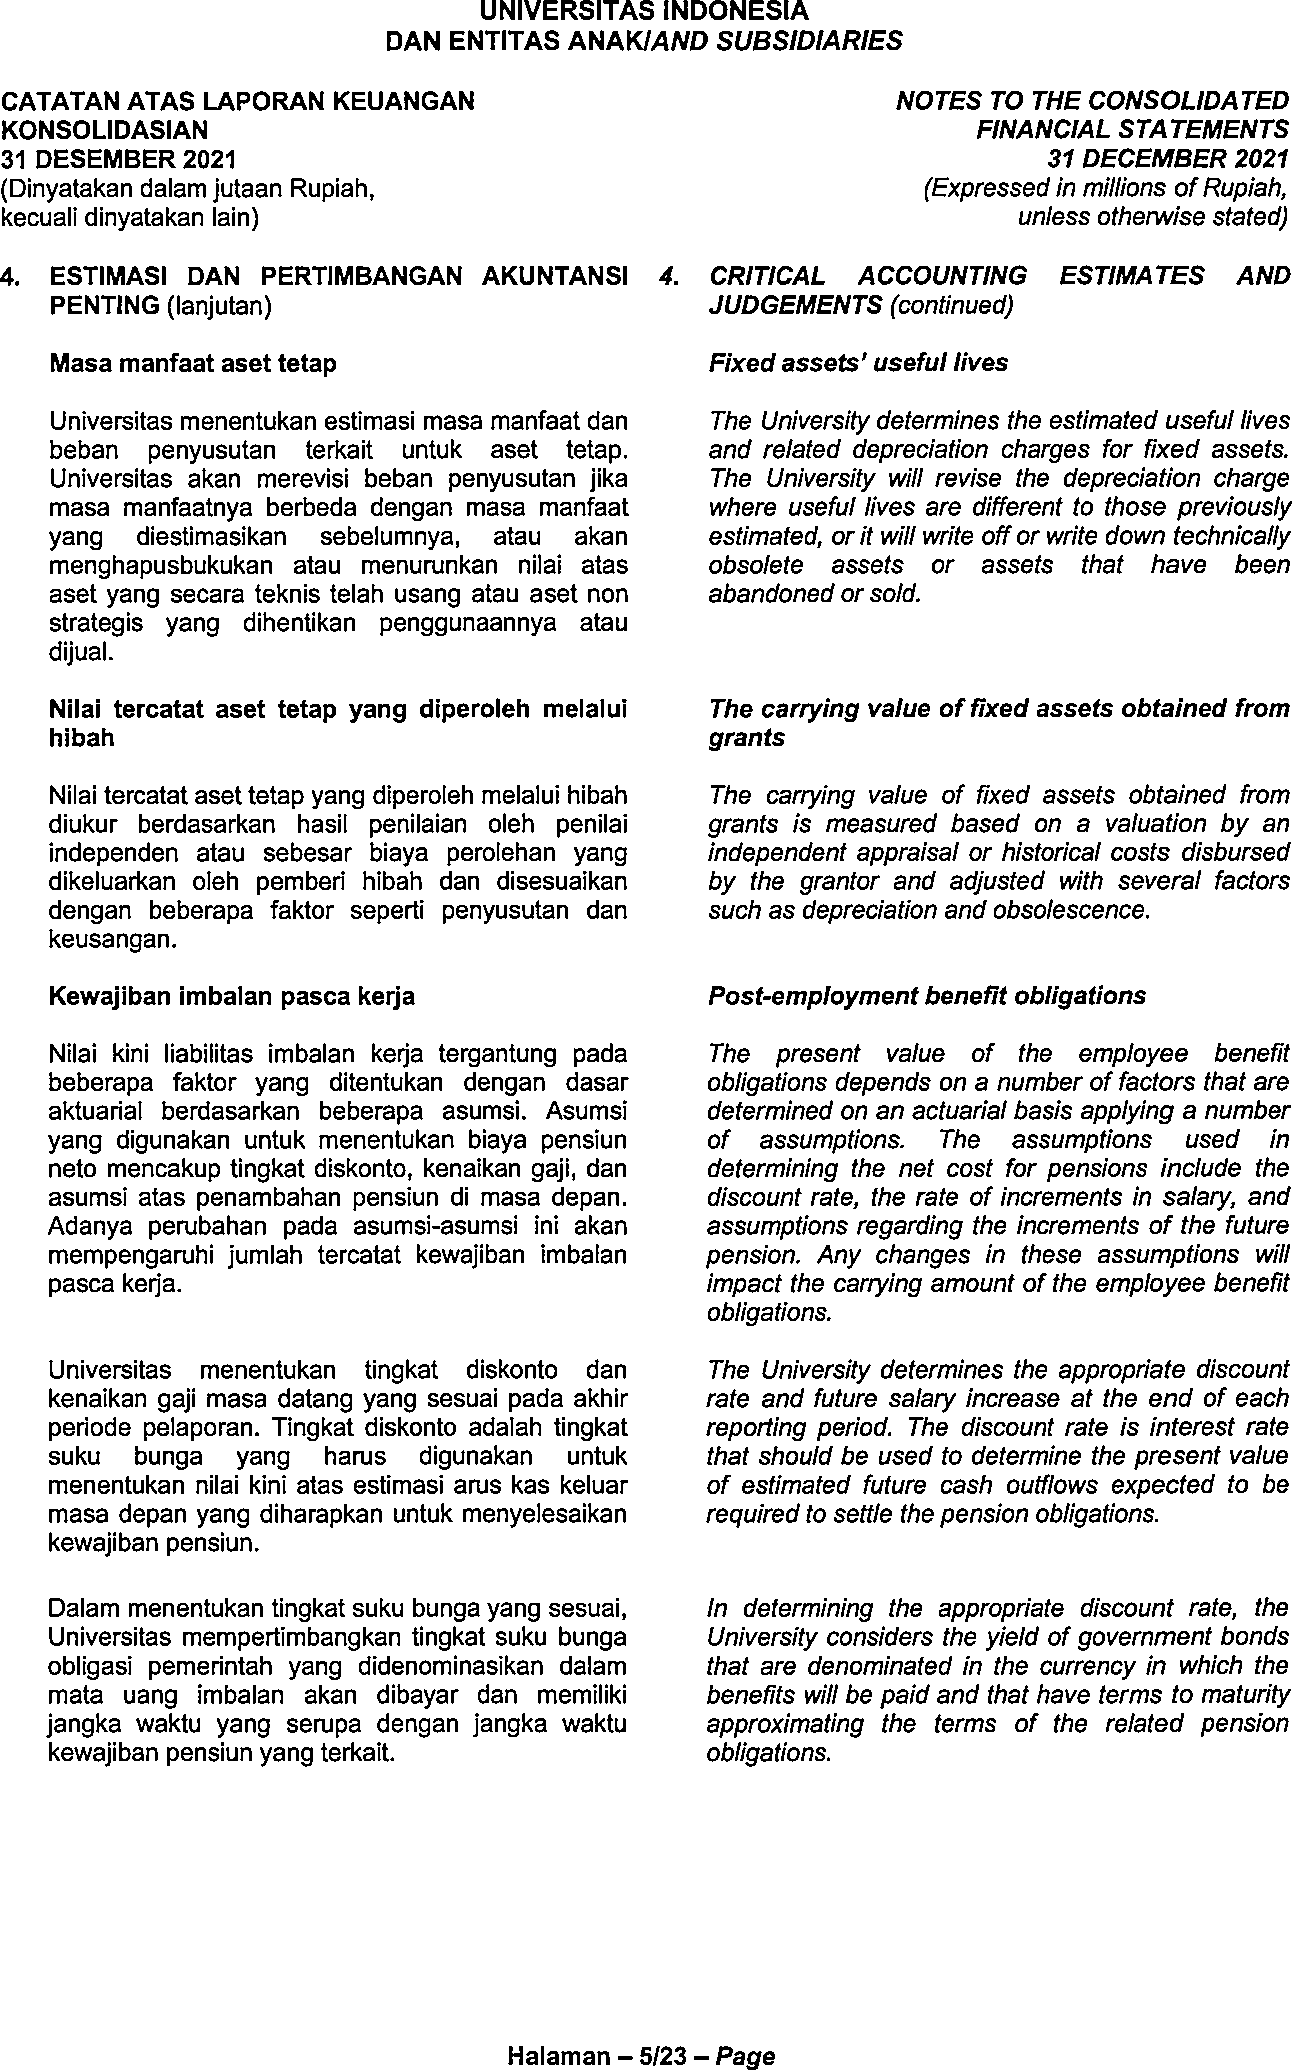 UNIVERSITAS INDONESIA
DAN ENTITAS ANAK/AND SUBSIDIARIES
CATATAN ATAS LAPORAN KEUANGAN
KONSOLIDASIAN
31 DESEMBER 2021
(Dinyatakan dalam jutaan Rupiah,
kecuali dinyatakan lain)
NOTES TO THE CONSOLIDATED
FINANCIAL STATEMENTS
31 DECEMBER 2021
(Expressed in millions of Rupiah,
unless otherwise stated)
4. ESTIMASI DAN PERTIMBANGAN AKUNTANSI
PENTING (lanjutan)
Masa manfaat aset tetap
Universitas menentukan estimasi masa manfaat dan
beban penyusutan terkait untuk aset tetap.
Universitas akan merevisi beban penyusutan jika
masa manfaatnya berbeda dengan masa manfaat
yang diestimasikan sebelumnya, atau akan
menghapusbukukan atau menurunkan nilai atas
aset yang secara teknis telah usang atau aset non
strategis yang dihentikan penggunaannya atau
dijual.
Nilai tercatat aset tetap yang diperoleh melalui
hibah
Nilai tercatat aset tetap yang diperoleh melalui hibah
diukur berdasarkan hasil penilaian oleh penilai
independen atau sebesar biaya perolehan yang
dikeluarkan oleh pemberi hibah dan disesuaikan
dengan beberapa faktor seperti penyusutan dan
keusangan.
Kewajiban imbalan pasca kerja
Nilai kini liabilitas imbalan kerja tergantung pada
beberapa faktor yang ditentukan dengan dasar
aktuarial berdasarkan beberapa asumsi. Asumsi
yang digunakan untuk menentukan biaya pensiun
neto mencakup tingkat diskonto, kenaikan gaji, dan
asumsi atas penambahan pensiun di masa depan.
Adanya perubahan pada asumsi-asumsi ini akan
mempengaruhi jumlah tercatat kewajiban imbalan
pasca kerja.
Universitas menentukan tingkat diskonto dan
kenaikan gaji masa datang yang sesuai pada akhir
periode pelaporan. Tingkat diskonto adalah tingkat
suku bunga yang harus digunakan untuk
menentukan nilai kini atas estimasi arus kas keluar
masa depan yang diharapkan untuk menyelesaikan
kewajiban pensiun.
Dalam menentukan tingkat suku bunga yang sesuai,
Universitas mempertimbangkan tingkat suku bunga
obligasi pemerintah yang didenominasikan dalam
mata uang imbalan akan dibayar dan memiliki
jangka waktu yang serupa dengan jangka waktu
kewajiban pensiun yang terkait.
4. CRITICAL ACCOUNTING ESTIMATES AND
JUDGEMENTS (continued)
Fixed assets' useful lives
The University determines the estimated useful lives
and related depreciation charges for fixed assets.
The University will revise the depreciation charge
where useful lives are different to those previously
estimated, or it will write off or write down technically
obsolete assets or assets that have been
abandoned or sold.
The carrying value of fixed assets obtained from
grants
The carrying value of fixed assets obtained from
grants is measured based on a valuation by an
independent appraisal or historical costs disbursed
by the grantor and adjusted with several factors
such as depreciation and obsolescence.
Post-employment benefit obligations
The present value of the employee benefit
obligations depends on a number of factors that are
determined on an actuarial basis applying a number
of assumptions. The assumptions used in
determining the net cost for pensions include the
discount rate, the rate of increments in salary, and
assumptions regarding the increments of the future
pension. Any changes in these assumptions will
impact the carrying amount of the employee benefit
obligations.
The University determines the appropriate discount
rate and future salary increase at the end of each
reporting period. The discount rate is interest rate
that should be used to determine the present value
of estimated future cash outflows expected to be
required to settle the pension obligations.
In determining the appropriate discount rate, the
University considers the yield of government bonds
that are denominated in the currency in which the
benefits will be paid and that have terms to maturity
approximating the terms of the related pension
obligations.
Halaman – 5/23 – Page